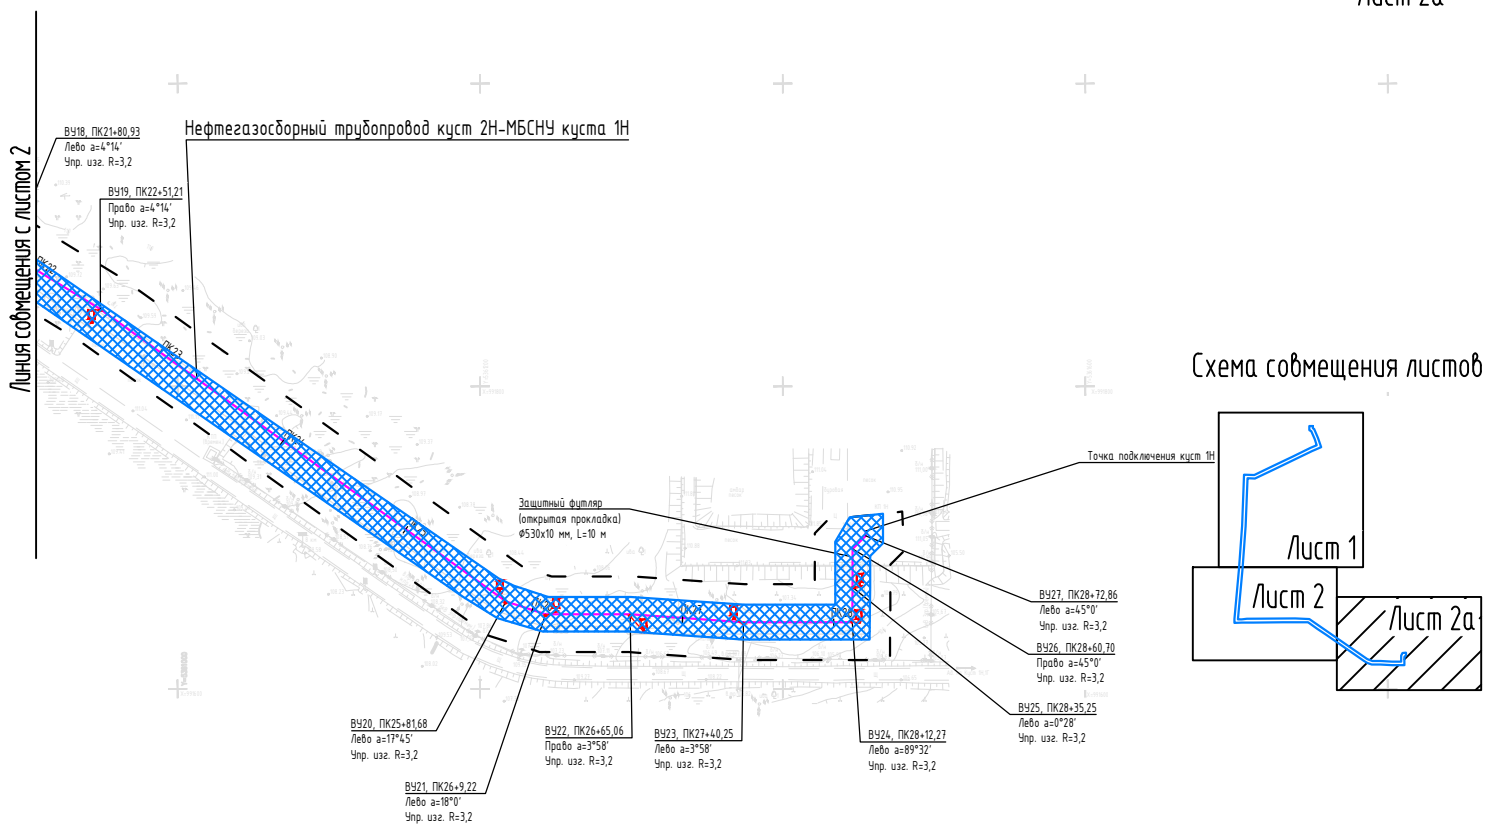 Лист 2а
Линия совмещения с листом 2
ВУ18, ПК21+80,93
Лево a=4°14'
Упр. изг. R=3,2
Нефтегазосборный трубопровод куст 2Н-МБСНУ куста 1Н
ВУ19, ПК22+51,21
Право a=4°14'
Упр. изг. R=3,2
ПК22
ПК23
ПК24
Защитный футляр
(открытая прокладка)
Ф530х10 мм, L=10 м
Точка подключения куст 1Н
ПК27
ВУ27, ПК28+72,86
Лево a=45°0'
Упр. изг. R=3,2
ВУ26, ПК28+60,70
Право a=45°0'
Упр. изг. R=3,2
ВУ25, ПК28+35,25
Лево a=0°28'
Упр. изг. R=3,2
ВУ20, ПК25+81,68
Лево a=17°45'
Упр. изг. R=3,2
ВУ21, ПК26+9,22
Лево a=18°0'
Упр. изг. R=3,2
ВУ22, ПК26+65,06
Право a=3°58'
Упр. изг. R=3,2
ВУ23, ПК27+40,25
Лево a=3°58'
Упр. изг. R=3,2
ВУ24, ПК28+12,27
Лево a=89°32'
Упр. изг. R=3,2
Схема совмещения листов
Лист 1
Лист 2
Лист 2а